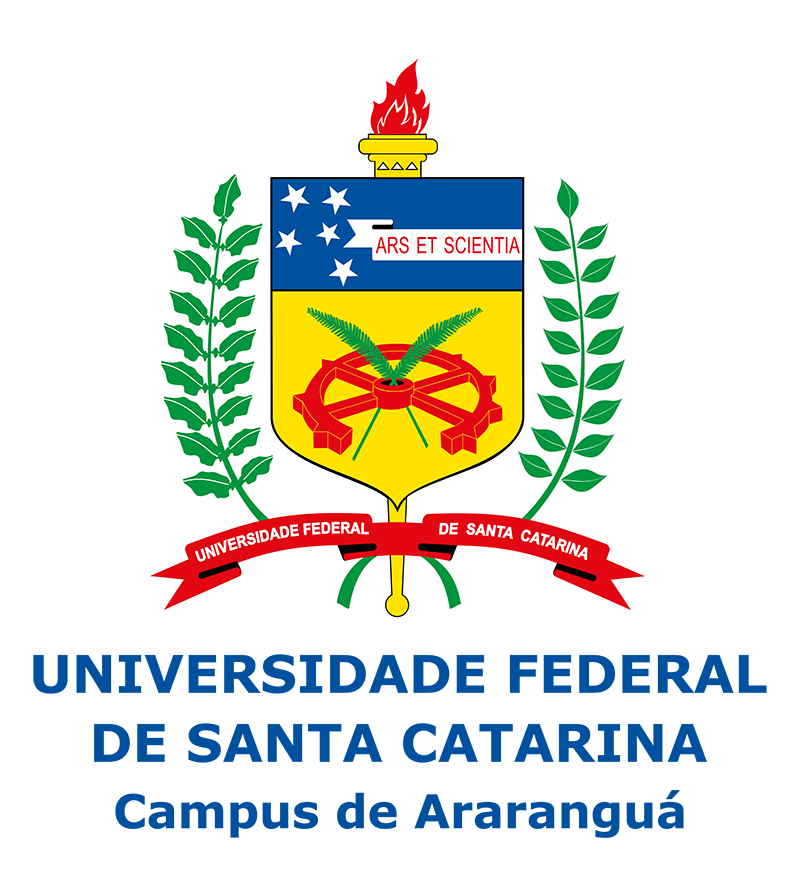 ARS ET SCIENTIA
UNIVERSIDADE FEDERAL DE SANTA CATARINA
UNIVERSIDADE FEDERAL
DE SANTA CATARINA
Campus de Araranguá